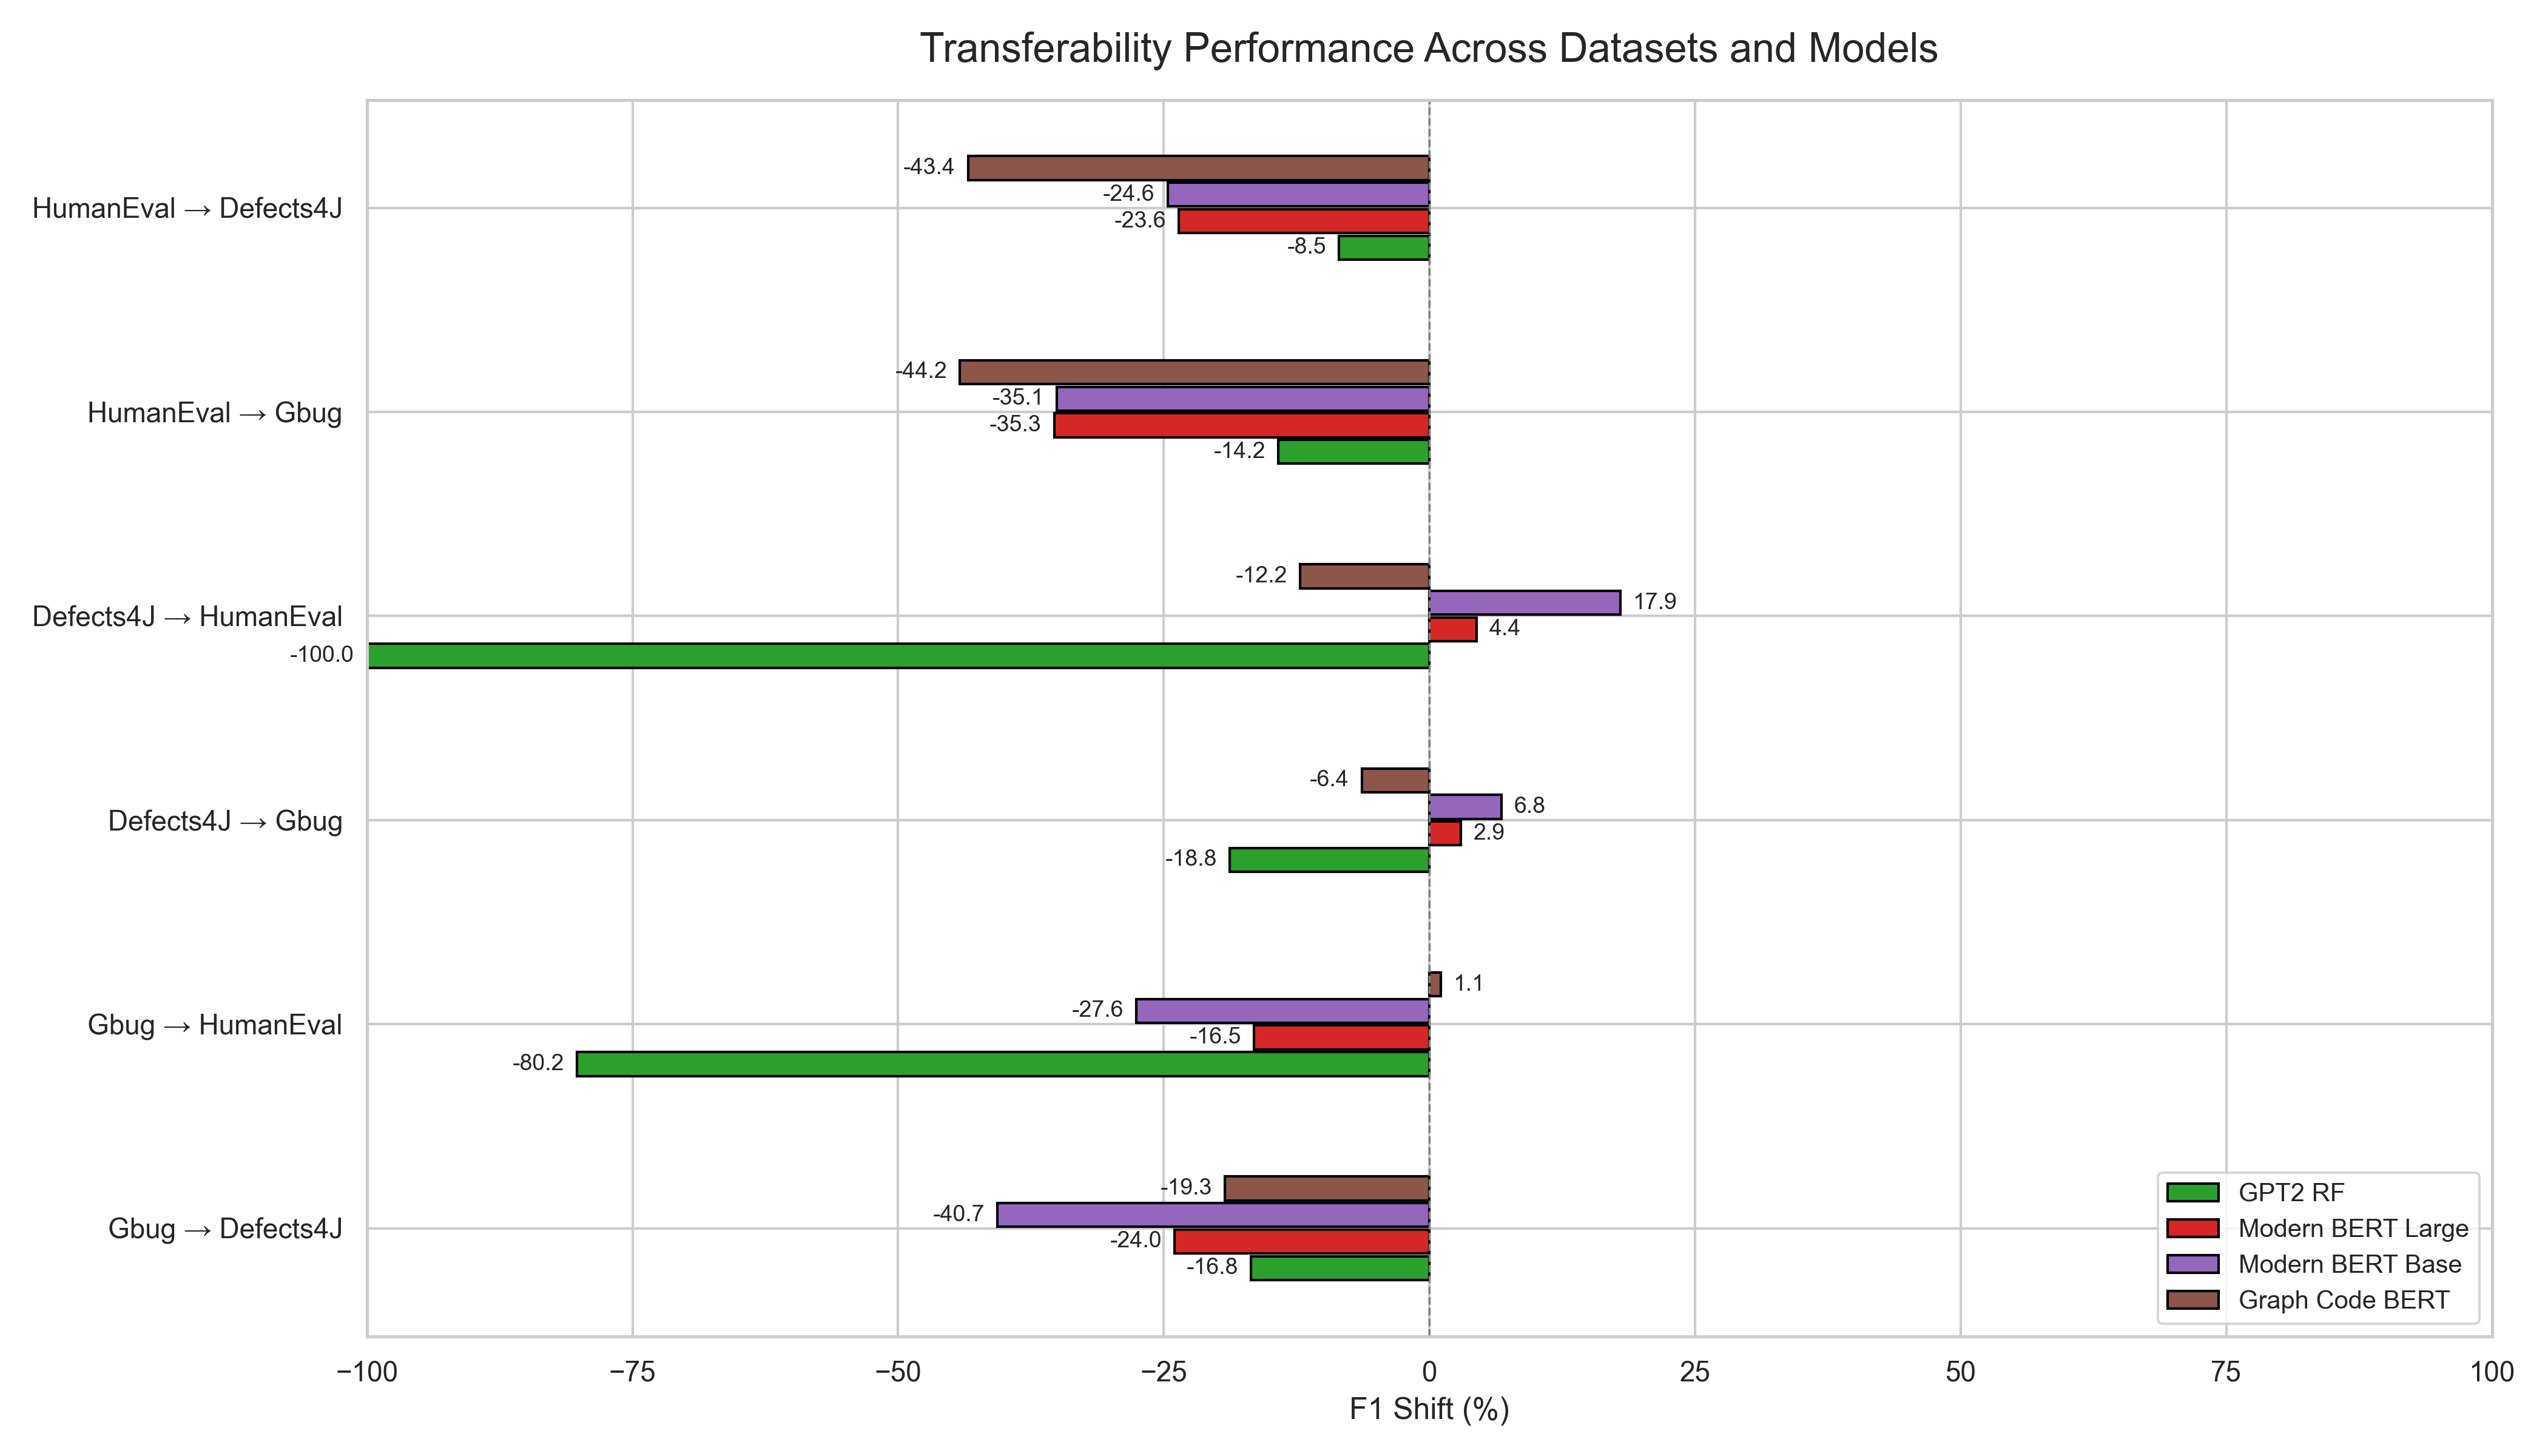 Transferability Performance Across Datasets and Models
HumanEval → Defects4J
-43.4
-24.6
-23.6
-8.5
HumanEval → Gbug
-44.2
-35.1
-35.3
-14.2
Defects4J → HumanEval
-12.2
17.9
4.4
-100.0
Defects4J → Gbug
-6.4
6.8
2.9
-18.8
Gbug → HumanEval
1.1
-27.6
-16.5
-80.2
Gbug → Defects4J
-19.3
-40.7
-24.0
-16.8
GPT2 RF
Modern BERT Large
Modern BERT Base
Graph Code BERT
−100 −75 −50 −25 0 25 50 75 100
F1 Shift (%)